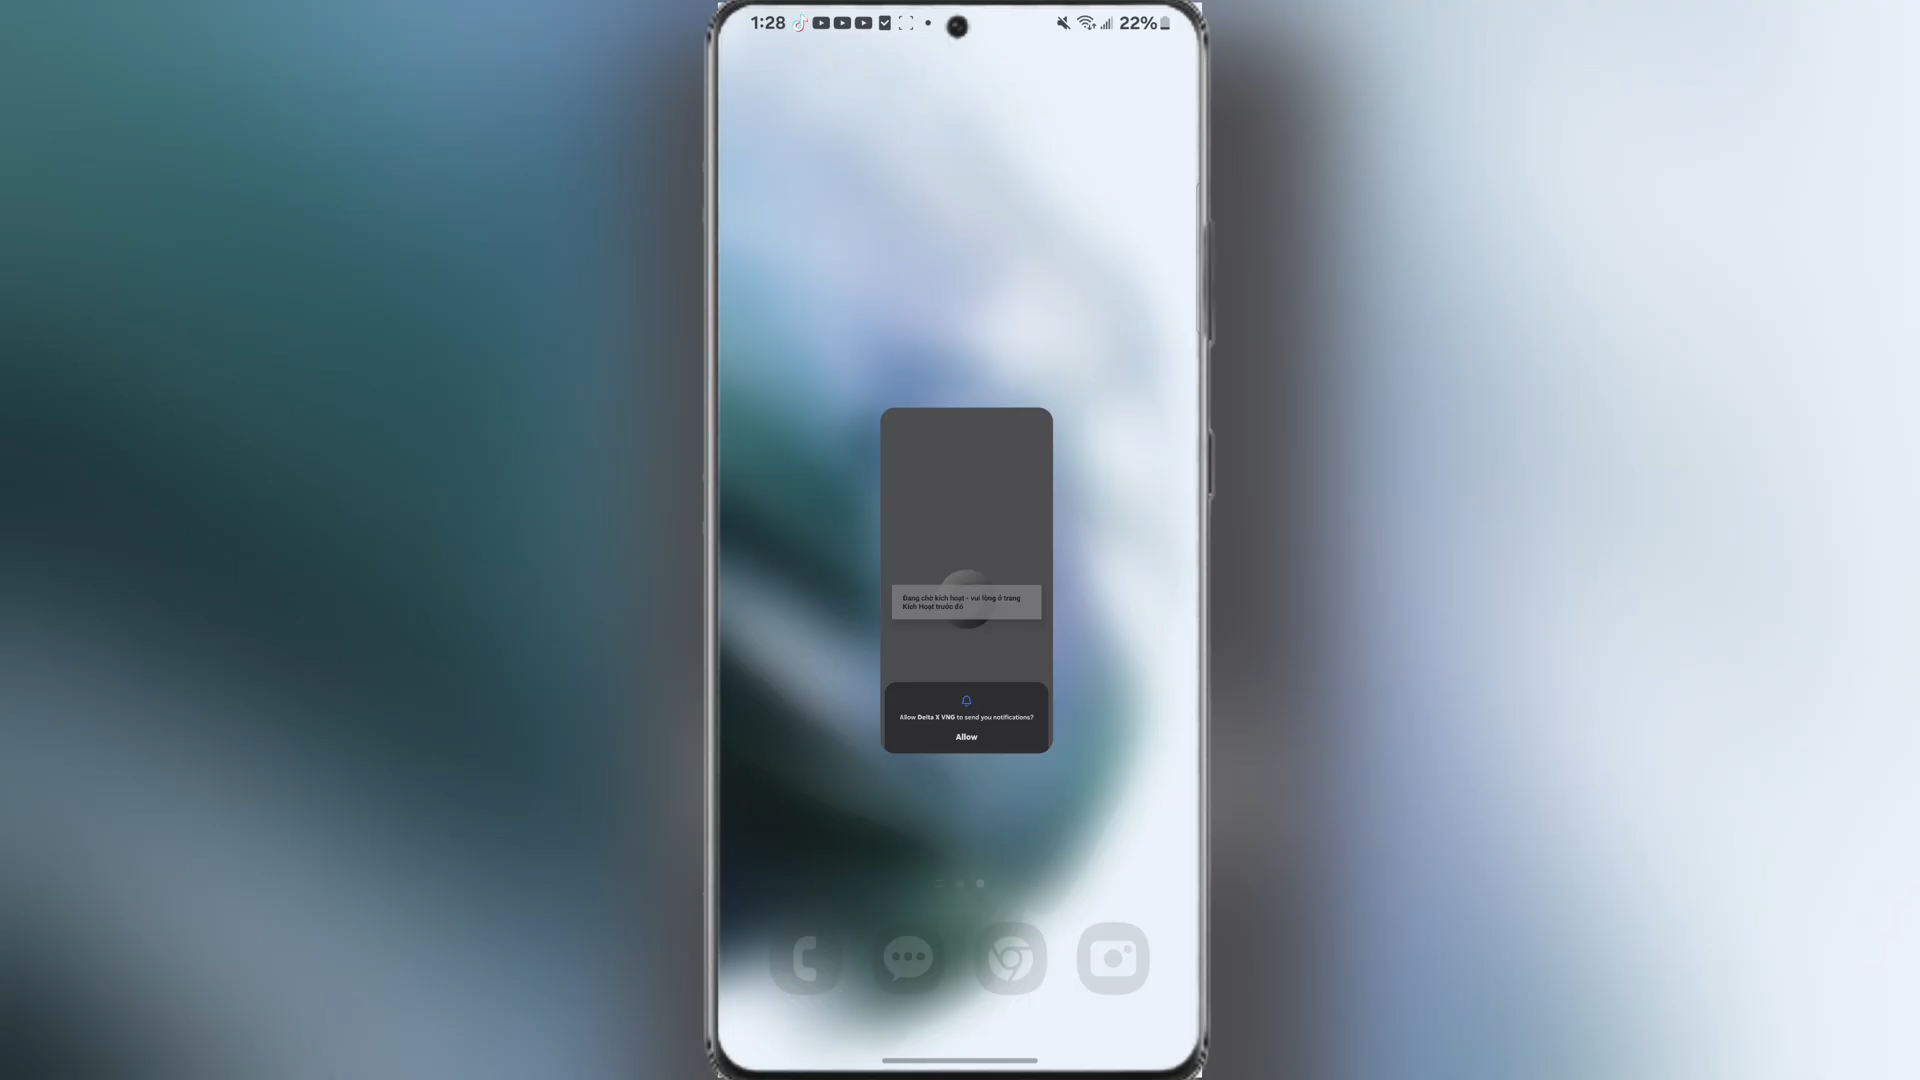 1:28
22%
Đang chờ kích hoạt - vui lòng ở trang
Kích Hoạt trước đó
Allow Delta X VNG to send you notifications?
Allow